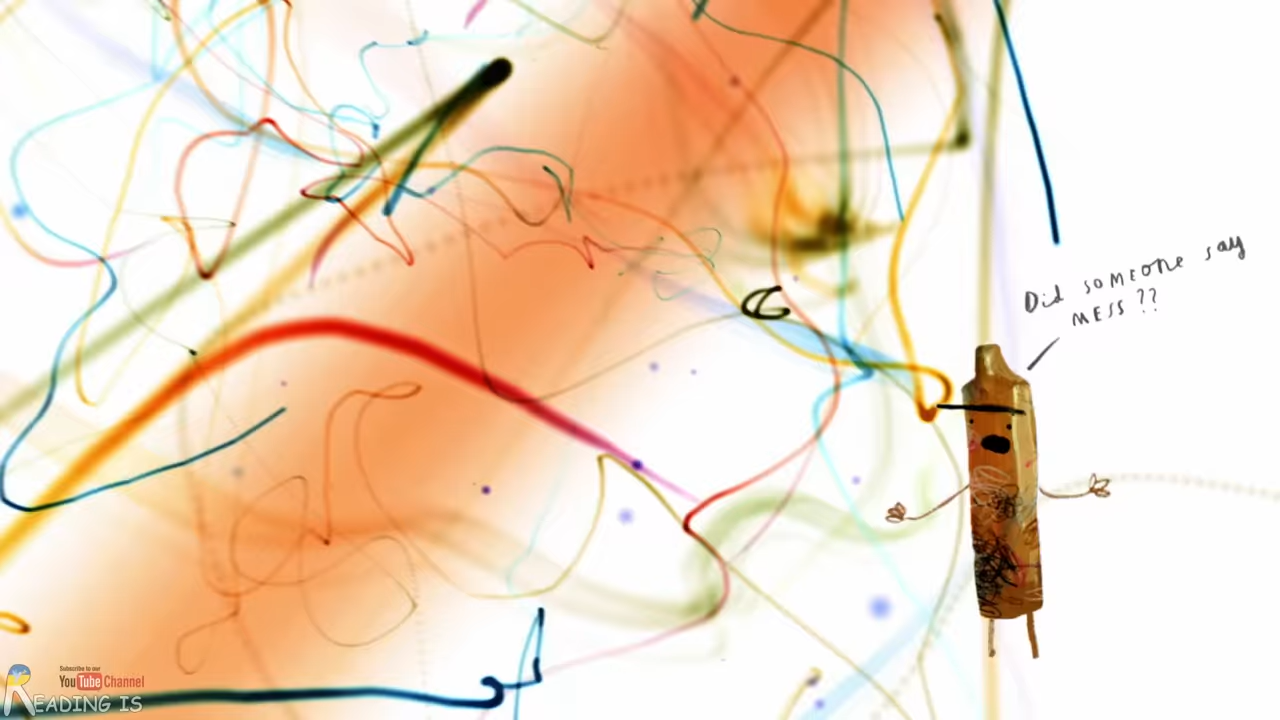 Did someone say
mess ??
Subscribe to our
YouTube Channel
READING IS